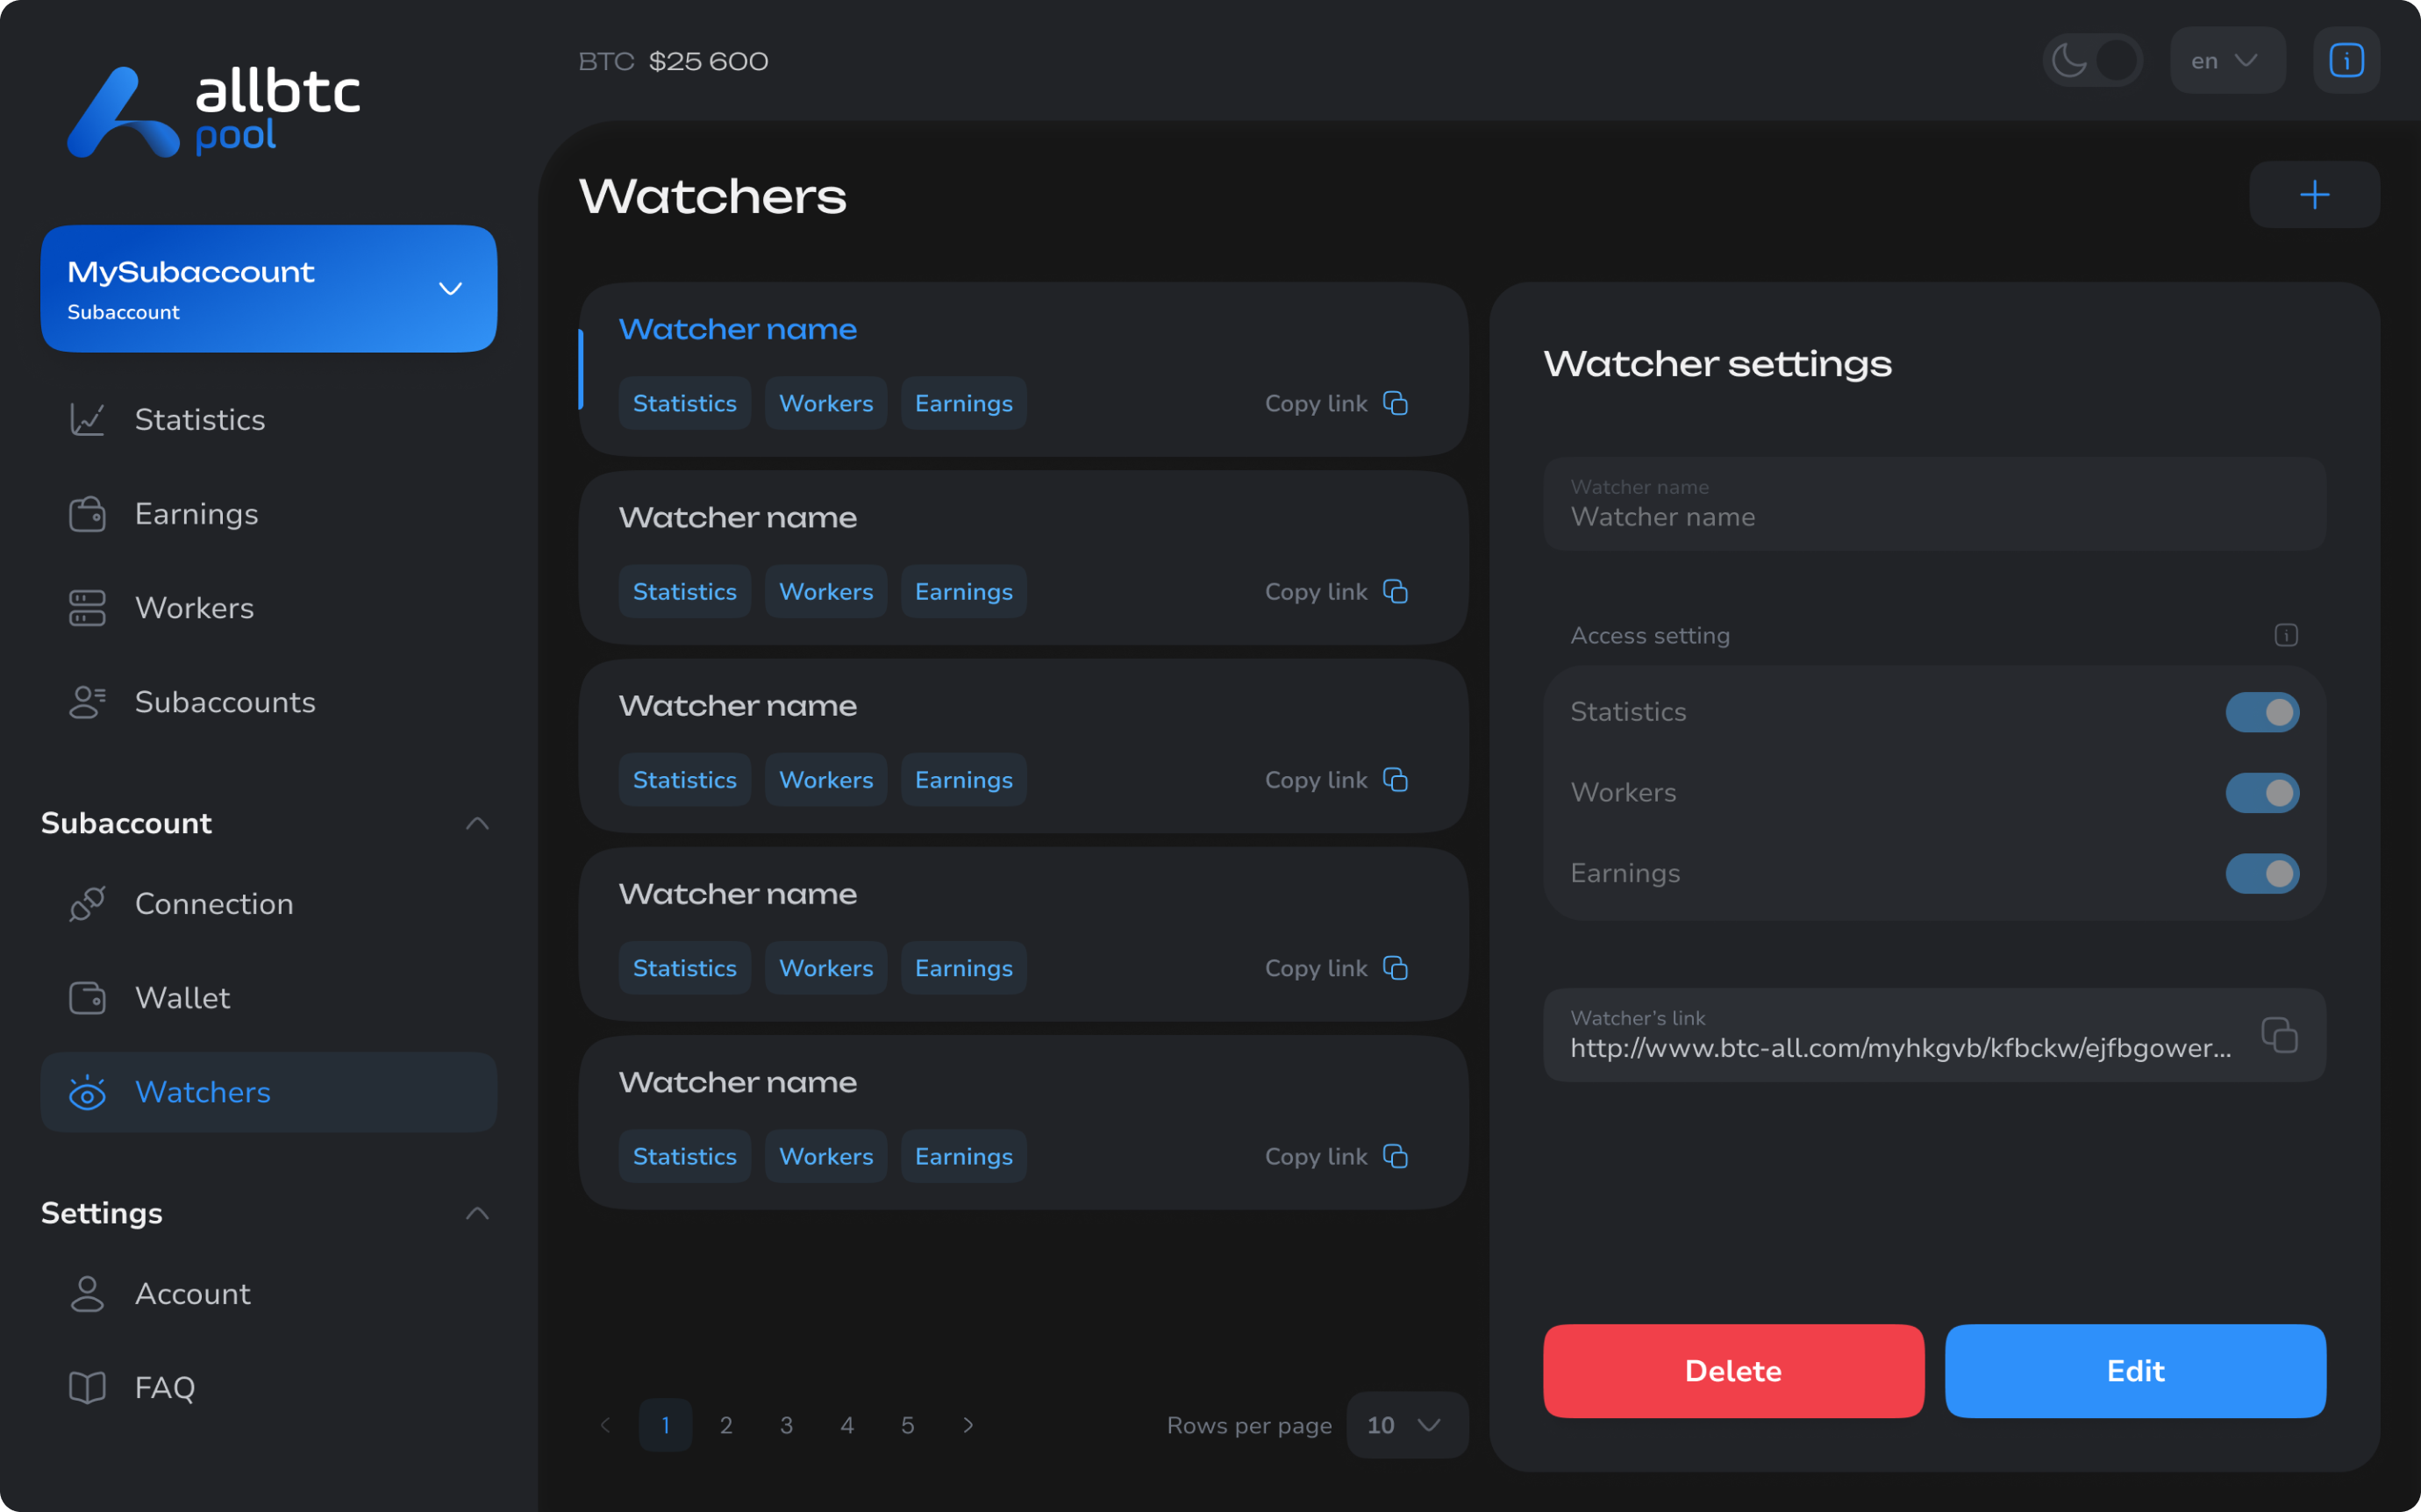 allbtc
pool
BTC $25 600
en
MySubaccount
Subaccount
Statistics
Earnings
Workers
Subaccounts
Subaccount
Connection
Wallet
Watchers
Settings
Account
FAQ
Watchers
Watcher name
Statistics Workers Earnings Copy link
Watcher name
Statistics Workers Earnings Copy link
Watcher name
Statistics Workers Earnings Copy link
Watcher name
Statistics Workers Earnings Copy link
Watcher name
Statistics Workers Earnings Copy link
1 2 3 4 5
Rows per page 10
Watcher settings
Watcher name
Watcher name
Access setting
Statistics
Workers
Earnings
Watcher's link
http://www.btc-all.com/myhkgvb/kfbckw/ejfbgower...
Delete Edit